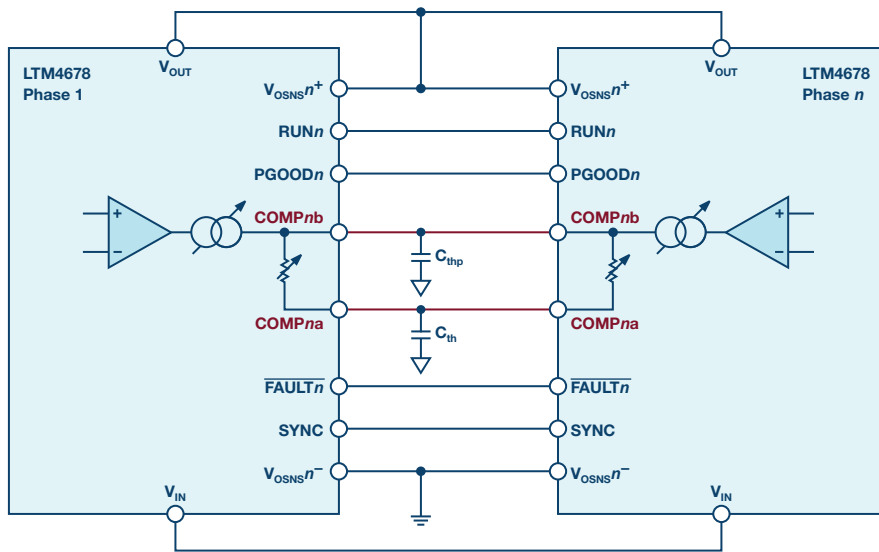 LTM4678
Phase 1
VOUT
VOSNSn+
RUNn
PGOODn
COMPnb
COMPna
FAULTn
SYNC
VOSNSn–
VIN
+
–
Cthp
Cth
LTM4678
Phase n
VOUT
VOSNSn+
RUNn
PGOODn
COMPnb
COMPna
FAULTn
SYNC
VOSNSn–
VIN
+
–